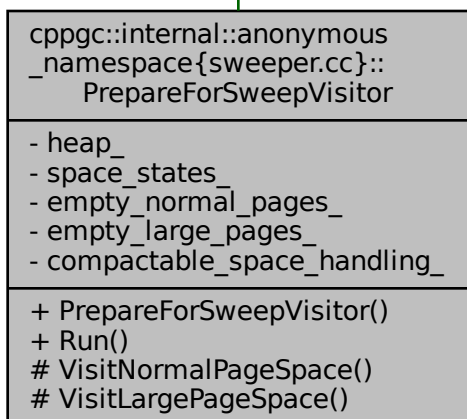 cppgc::internal::anonymous
_namespace{sweeper.cc}::
PrepareForSweepVisitor
- heap_
- space_states_
- empty_normal_pages_
- empty_large_pages_
- compactable_space_handling_
+ PrepareForSweepVisitor()
+ Run()
# VisitNormalPageSpace()
# VisitLargePageSpace()